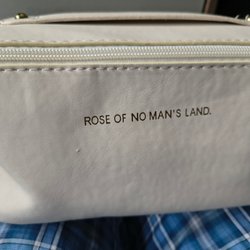 ROSE OF NO MAN'S LAND.